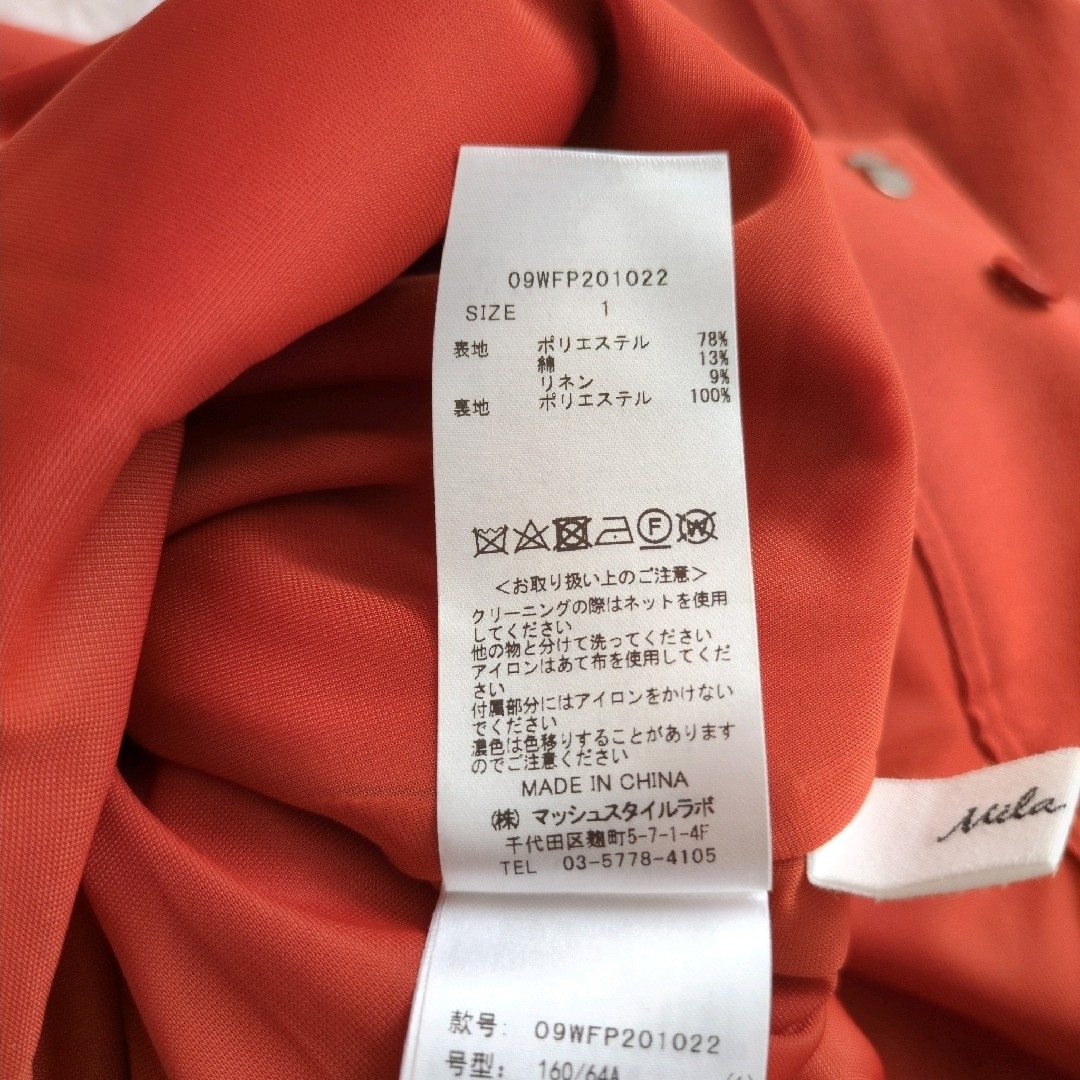 09WFP201022
SIZE 1
表地 ポリエステル 78%
綿 13%
リネン 9%
裏地 ポリエステル 100%
F W
＜お取り扱い上のご注意＞
クリーニングの際はネットを使用
してください
他の物と分けて洗ってください
アイロンはあて布を使用してくだ
さい
付属部分にはアイロンをかけない
でください
濃色は色移りすることがあります
のでご注意ください
MADE IN CHINA
(株) マッシュスタイルラボ
千代田区麹町5-7-1-4F
TEL 03-5778-4105
Mila
款号: 09WFP201022
号型: 160/64A